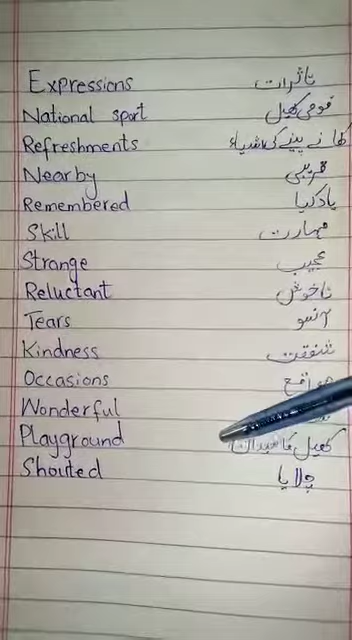 Expressions تاثرات
National sport قومی کھیل
Refreshments کھانے پینے کی اشیاء
Nearby قریبی
Remembered یاد کیا
Skill مہارت
Strange عجیب
Reluctant ناخوش
Tears آنسو
Kindness شفقت
Occasions مواقع
Wonderful
Playground کھیل کا میدان
Shouted چلایا